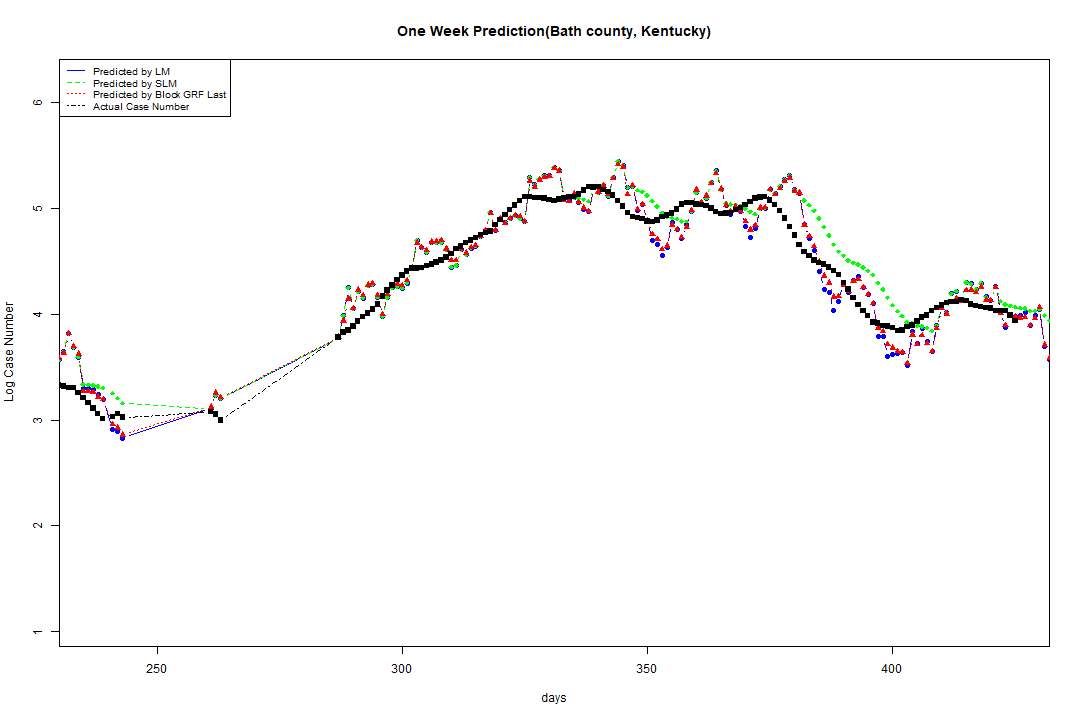 One Week Prediction(Bath county, Kentucky)
Predicted by LM
Predicted by SLM
Predicted by Block GRF Last
Actual Case Number
6
5
4
3
2
1
Log Case Number
250 300 350 400
days